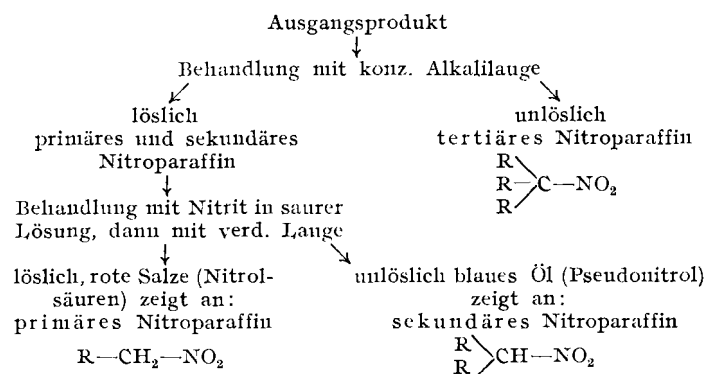 Ausgangsprodukt
Behandlung mit konz. Alkalilauge
löslich
primäres und sekundäres
Nitroparaffin
unlöslich
tertiäres Nitroparaffin
R
R—C—NO₂
R
Behandlung mit Nitrit in saurer
Lösung, dann mit verd. Lauge
löslich, rote Salze (Nitrol-
säuren) zeigt an:
primäres Nitroparaffin
R—CH₂—NO₂
unlöslich blaues Öl (Pseudonitrol)
zeigt an:
sekundäres Nitroparaffin
R
R
CH—NO₂